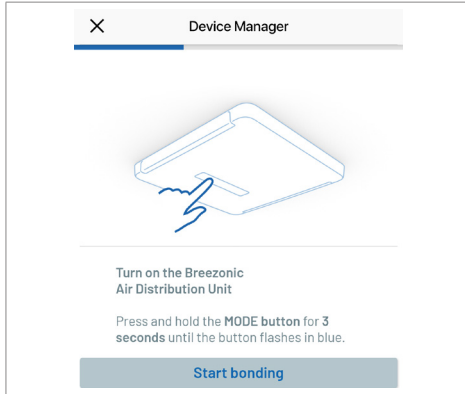 Device Manager
Turn on the Breezonic
Air Distribution Unit
Press and hold the MODE button for 3
seconds until the button flashes in blue.
Start bonding